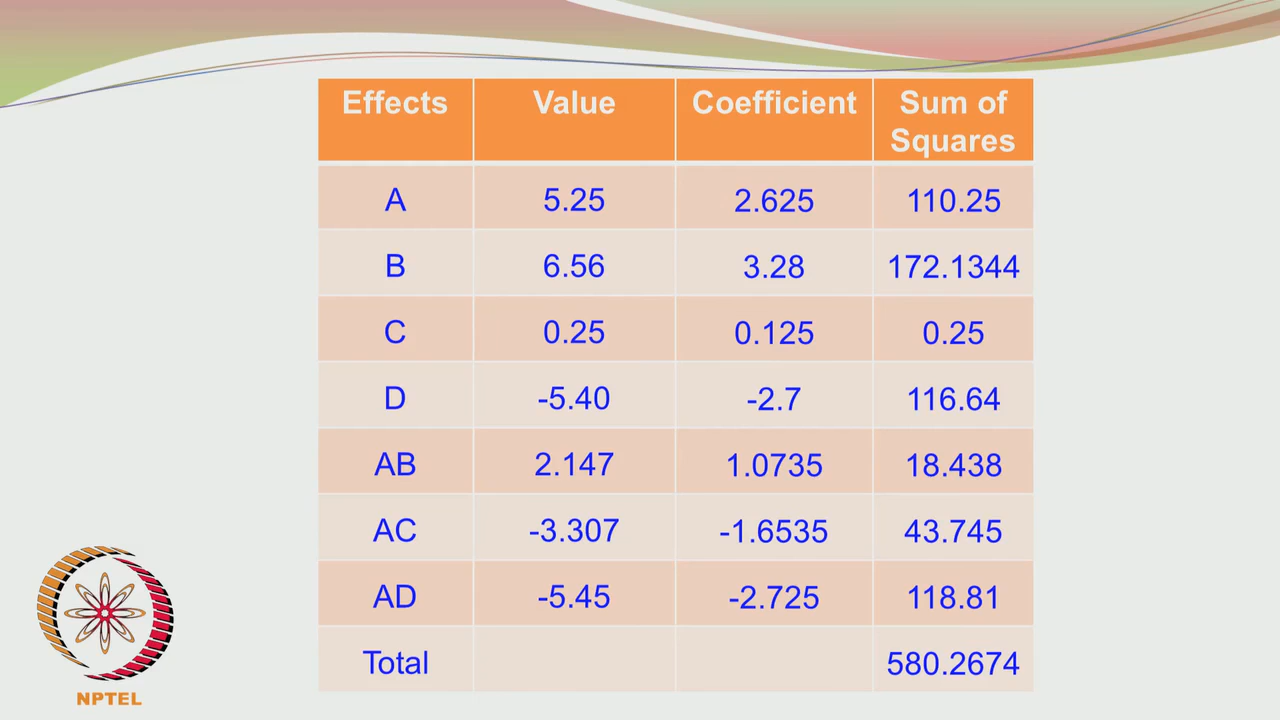 Effects Value Coefficient Sum of
Squares
A 5.25 2.625 110.25
B 6.56 3.28 172.1344
C 0.25 0.125 0.25
D -5.40 -2.7 116.64
AB 2.147 1.0735 18.438
AC -3.307 -1.6535 43.745
AD -5.45 -2.725 118.81
Total 580.2674
NPTEL